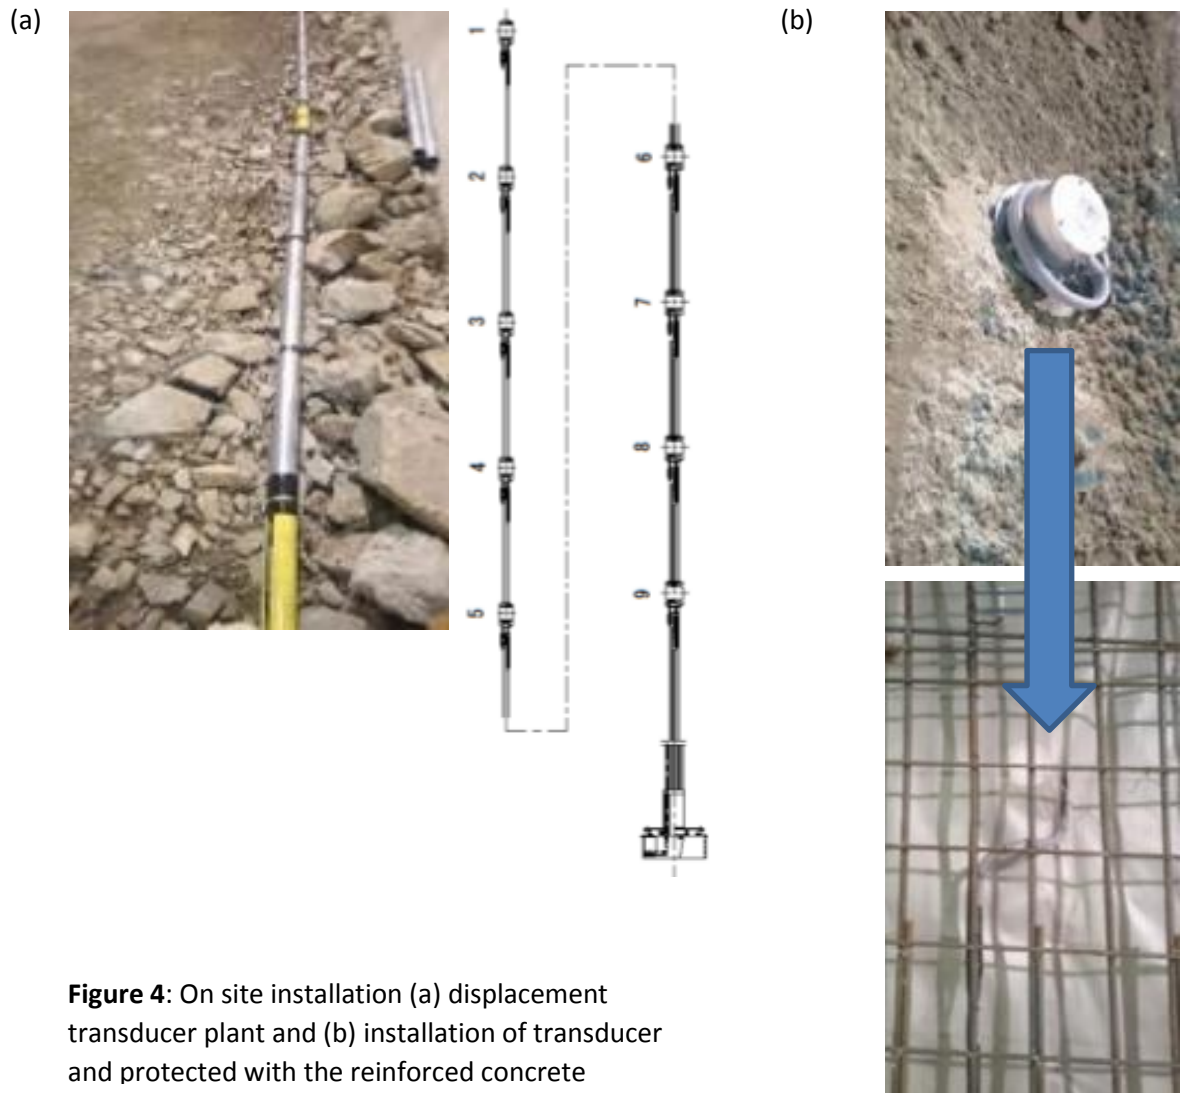 (a)
(b)
1
2
3
4
5
6
7
8
9
Figure 4: On site installation (a) displacement
transducer plant and (b) installation of transducer
and protected with the reinforced concrete